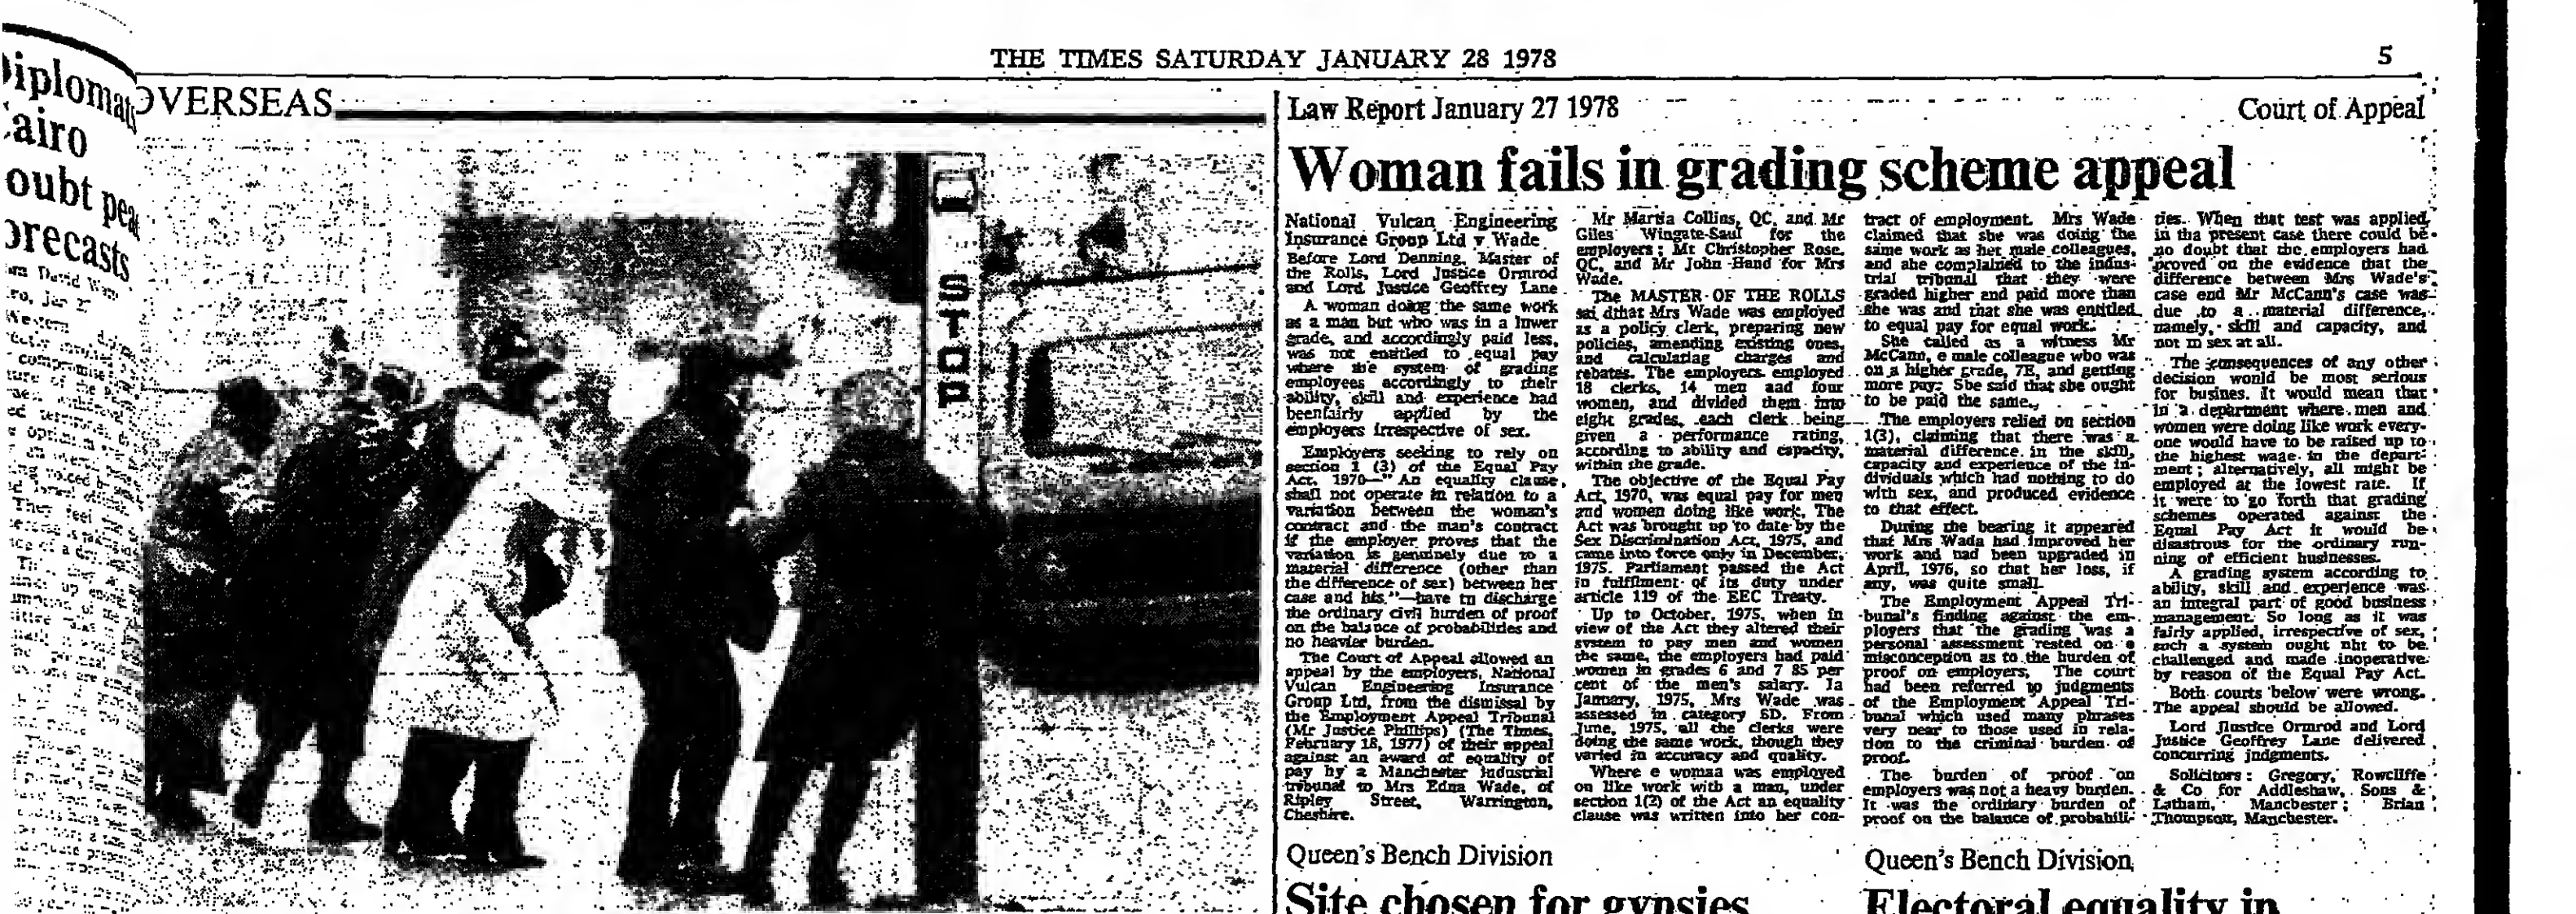 THE TIMES SATURDAY JANUARY 28 1978
5
airo
oubt
OVERSEAS
STOP
Law Report January 27 1978
Court of Appeal
Woman fails in grading scheme appeal
National Vulcan Engineering
Insurance Group Ltd v Wade
Before Lord Denning, Master of
the Rolls, Lord Justice Ormrod
and Lord Justice Geoffrey Lane
A woman doing the same work
as a man but who was in a lower
grade, and accordingly paid less,
was not entitled to equal pay
where the system of grading
employees accordingly to their
ability, skill and experience had
beenfairly applied by the
employers irrespective of sex.
Employers seeking to rely on
section 1 (3) of the Equal Pay
Act, 1970—" An equality clause
shall not operate in relation to a
variation between the woman's
contract and the man's contract
if the employer proves that the
variation is genuinely due to a
material difference (other than
the difference of sex) between her
case and his."—have to discharge
the ordinary civil burden of proof
on the balance of probabilities and
no heavier burden.
The Court of Appeal allowed an
appeal by the employers, National
Vulcan Engineering Insurance
Group Ltd, from the dismissal by
the Employment Appeal Tribunal
(Mr Justice Phillips) (The Times,
February 18, 1977) of their appeal
against an award of equality of
pay by a Manchester industrial
tribunal to Mrs Edna Wade, of
Ripley Street, Warrington,
Cheshire.
Mr Martin Collins, QC, and Mr
Giles Wingate-Saul for the
employers; Mr Christopher Rose,
QC, and Mr John Hand for Mrs
Wade.
The MASTER OF THE ROLLS
sai dthat Mrs Wade was employed
as a policy clerk, preparing new
policies, amending existing ones,
and calculating charges and
rebates. The employers employed
18 clerks, 14 men and four
women, and divided them into
eight grades, each clerk being
given a performance rating,
according to ability and capacity,
within the grade.
The objective of the Equal Pay
Act, 1970, was equal pay for men
and women doing like work. The
Act was brought up to date by the
Sex Discrimination Act, 1975, and
came into force only in December,
1975. Parliament passed the Act
in fulfilment of its duty under
article 119 of the EEC Treaty.
Up to October, 1975, when in
view of the Act they altered their
system to pay men and women
the same, the employers had paid
women in grades 6 and 7 85 per
cent of the men's salary. In
January, 1975, Mrs Wade was
assessed in category SD. From
June, 1975, all the clerks were
doing the same work, though they
varied in accuracy and quality.
Where e woman was employed
on like work with a man, under
section 1(2) of the Act an equality
clause was written into her con-
tract of employment. Mrs Wade
claimed that she was doing the
same work as her male colleagues,
and she complained to the indus-
trial tribunal that they were
graded higher and paid more than
she was and that she was entitled
to equal pay for equal work.
She called as a witness Mr
McCann, e male colleague who was
on a higher grade, 7E, and getting
more pay. She said that she ought
to be paid the same.
The employers relied on section
1(3), claiming that there was a
material difference in the skill,
capacity and experience of the in-
dividuals which had nothing to do
with sex, and produced evidence
to that effect.
During the hearing it appeared
that Mrs Wada had improved her
work and had been upgraded in
April, 1976, so that her loss, if
any, was quite small.
The Employment Appeal Tri-
bunal's finding against the em-
ployers that the grading was a
personal assessment rested on e
misconception as to the burden of
proof on employers. The court
had been referred to judgments
of the Employment Appeal Tri-
bunal which used many phrases
very near to those used in rela-
tion to the criminal burden of
proof.
The burden of proof on
employers was not a heavy burden.
It was the ordinary burden of
proof on the balance of probabili-
ties. When that test was applied
in tha present case there could be
no doubt that the employers had
proved on the evidence that the
difference between Mrs Wade's
case end Mr McCann's case was
due to a material difference,
namely, skill and capacity, and
not m sex at all.
The consequences of any other
decision would be most serious
for busines. It would mean that
in a department where men and
women were doing like work every-
one would have to be raised up to
the highest wage in the depart-
ment; alternatively, all might be
employed at the lowest rate. If
it were to go forth that grading
schemes operated against the
Equal Pay Act it would be
disastrous for the ordinary run-
ning of efficient businesses.
A grading system according to
ability, skill and experience was
an integral part of good business
management. So long as it was
fairly applied, irrespective of sex,
such a system ought nht to be
challenged and made inoperative
by reason of the Equal Pay Act.
Both courts below were wrong.
The appeal should be allowed.
Lord Jlustice Ormrod and Lord
Justice Geoffrey Lane delivered
concurring judgments.
Solicitors: Gregory, Rowcliffe
& Co for Addleshaw, Sons &
Latham, Manchester; Brian
Thompson, Manchester.
Queen's Bench Division
Site chosen for gypsies
Queen's Bench Division
Electoral equality in